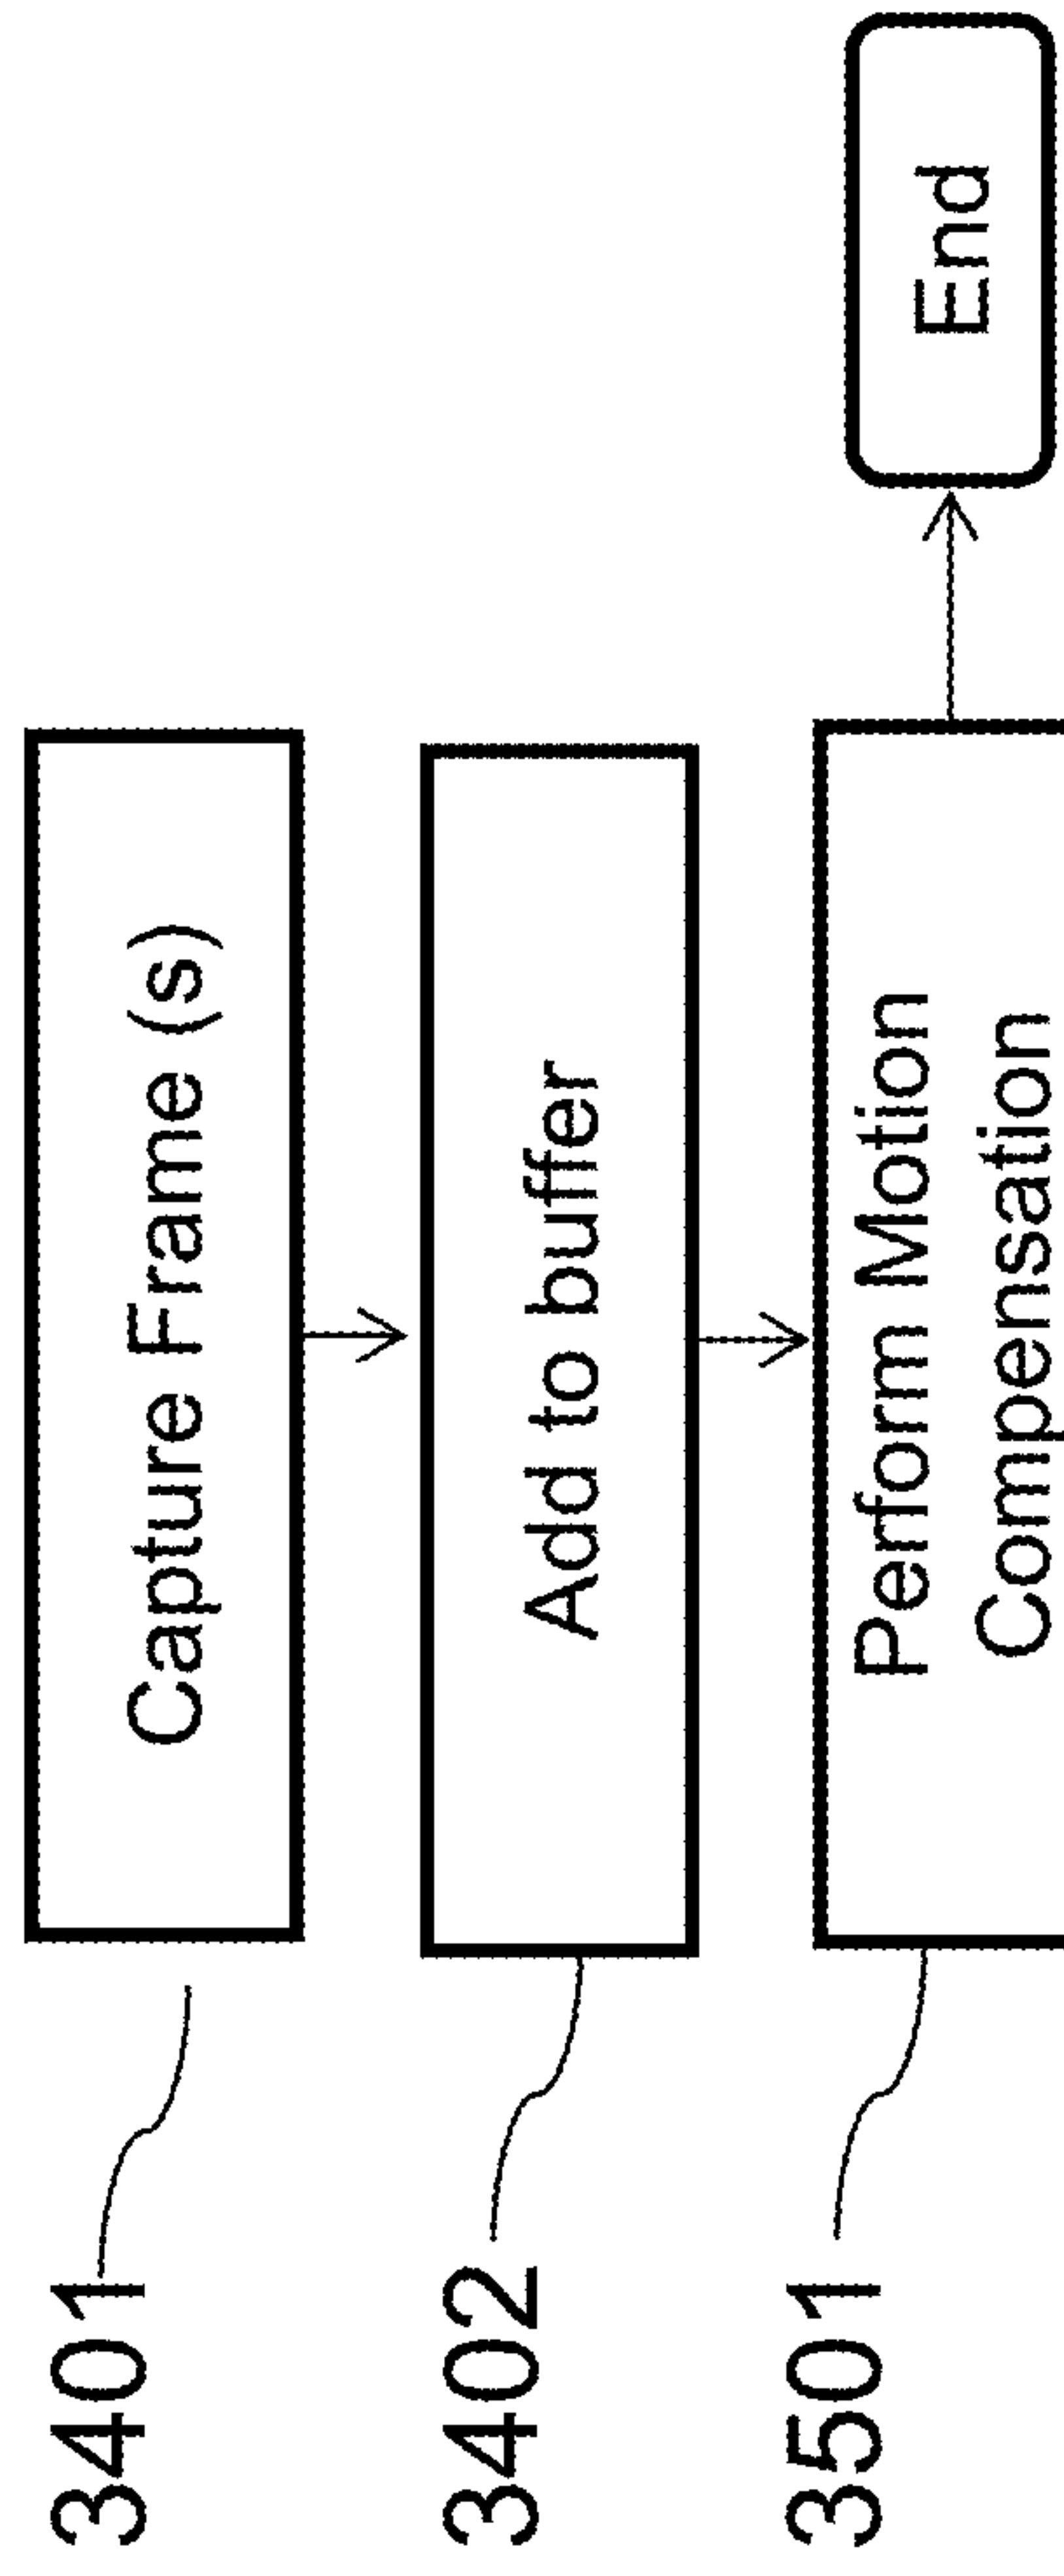 3401
Capture Frame (s)
3402
Add to buffer
3501
Perform Motion
Compensation
End